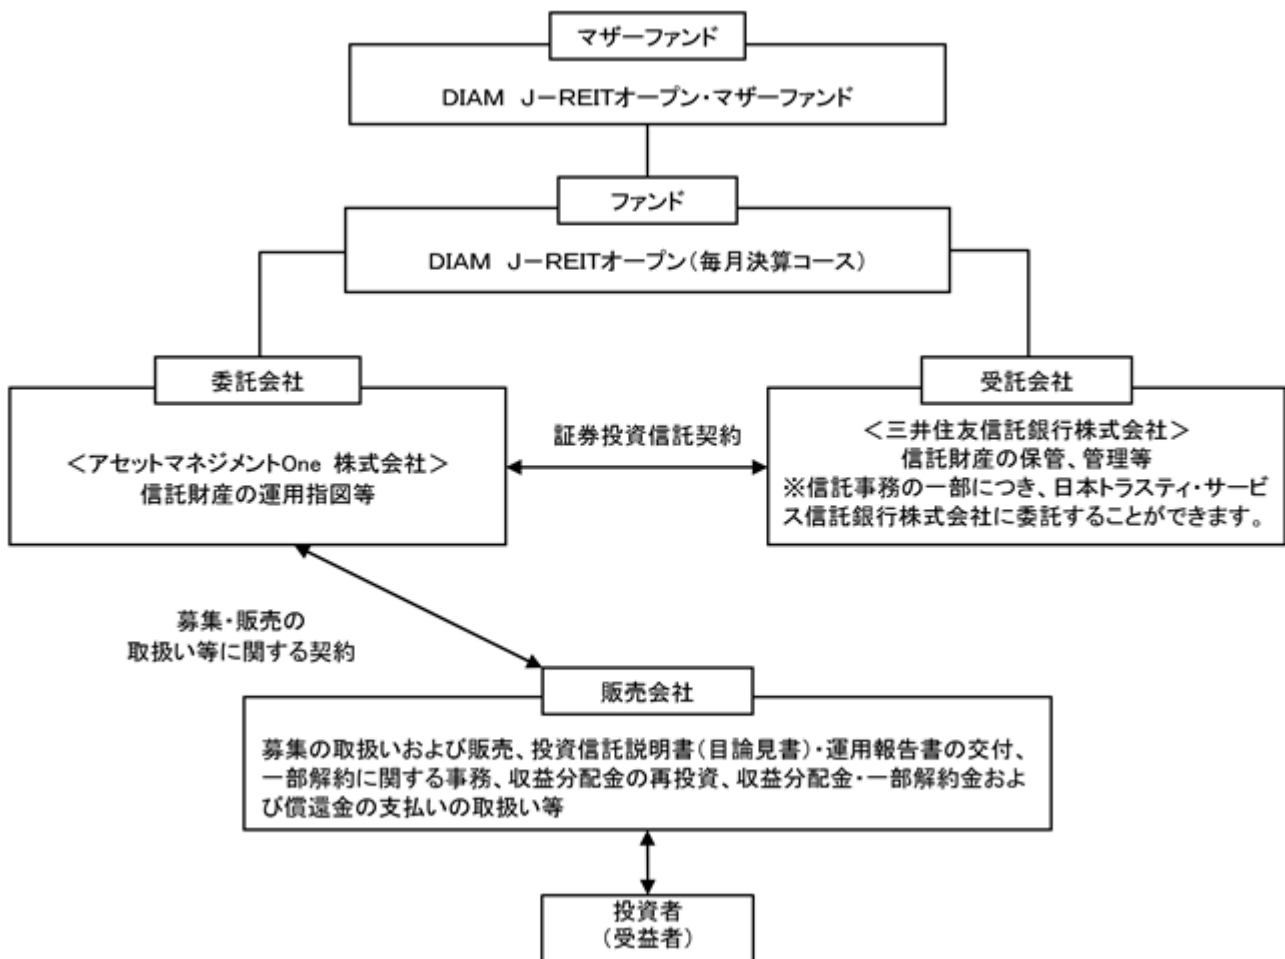 マザーファンド
DIAM J-REITオープン・マザーファンド
ファンド
DIAM J-REITオープン(毎月決算コース)
委託会社
<アセットマネジメントOne 株式会社>
信託財産の運用指図等
証券投資信託契約
受託会社
<三井住友信託銀行株式会社>
信託財産の保管、管理等
※信託事務の一部につき、日本トラスティ・サービ
ス信託銀行株式会社に委託することができます。
募集・販売の
取扱い等に関する契約
販売会社
募集の取扱いおよび販売、投資信託説明書(目論見書)・運用報告書の交付、
一部解約に関する事務、収益分配金の再投資、収益分配金・一部解約金およ
び償還金の支払いの取扱い等
投資者
(受益者)